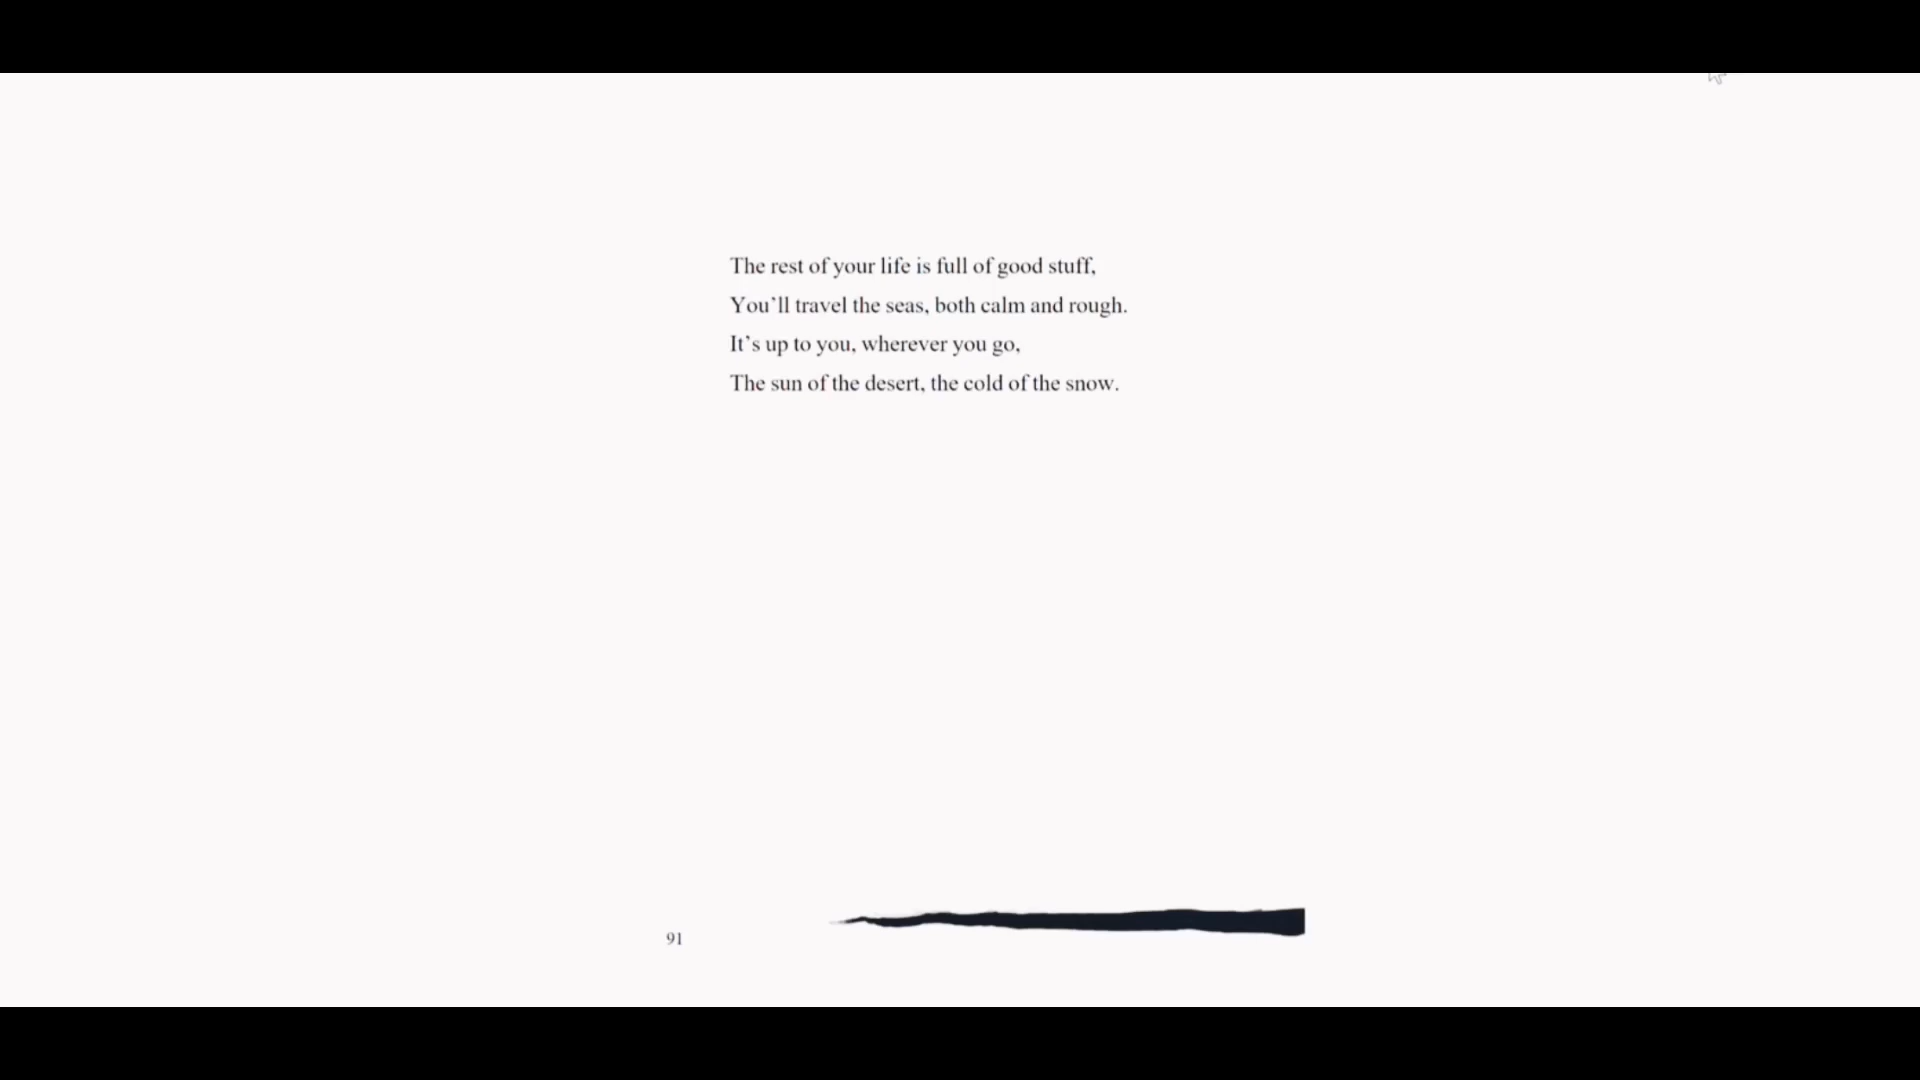 The rest of your life is full of good stuff,
You’ll travel the seas, both calm and rough.
It’s up to you, wherever you go,
The sun of the desert, the cold of the snow.
91